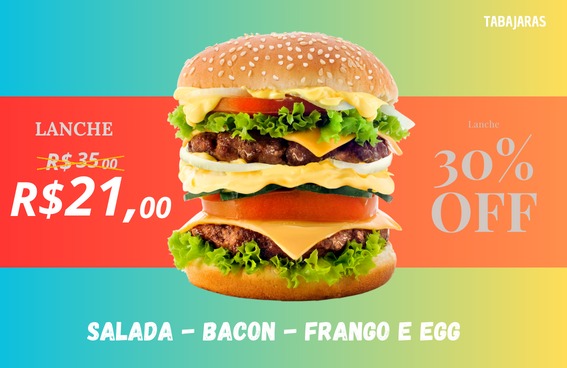 TABAJARAS
LANCHE
R$ 35,00
R$21,00
Lanche
30%
OFF
SALADA - BACON - FRANGO E EGG